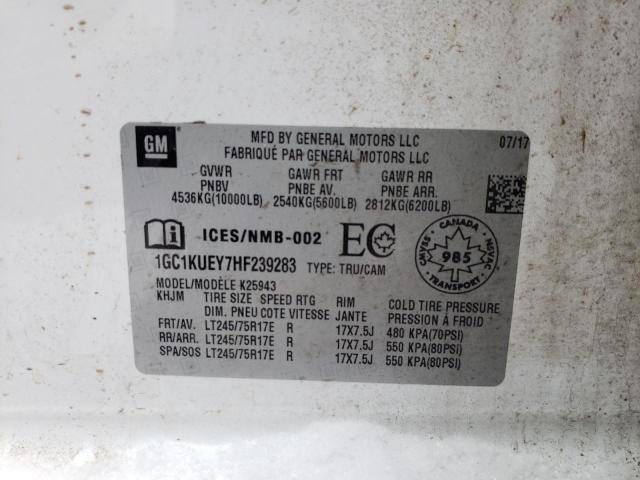 GM
MFD BY GENERAL MOTORS LLC
FABRIQUÉ PAR GENERAL MOTORS LLC
07/17
GVWR GAWR FRT GAWR RR
PNBV PNBE AV. PNBE ARR.
4536KG(10000LB) 2540KG(5600LB) 2812KG(6200LB)
ICES/NMB-002 EC
CANADA
CMVSS 985 NSVAC
TRANSPORT
1GC1KUEY7HF239283 TYPE: TRU/CAM
MODEL/MODÈLE K25943
KHJM TIRE SIZE SPEED RTG RIM COLD TIRE PRESSURE
DIM. PNEU COTE VITESSE JANTE PRESSION À FROID
FRT/AV. LT245/75R17E R 17X7.5J 480 KPA(70PSI)
RR/ARR. LT245/75R17E R 17X7.5J 550 KPA(80PSI)
SPA/SOS LT245/75R17E R 17X7.5J 550 KPA(80PSI)